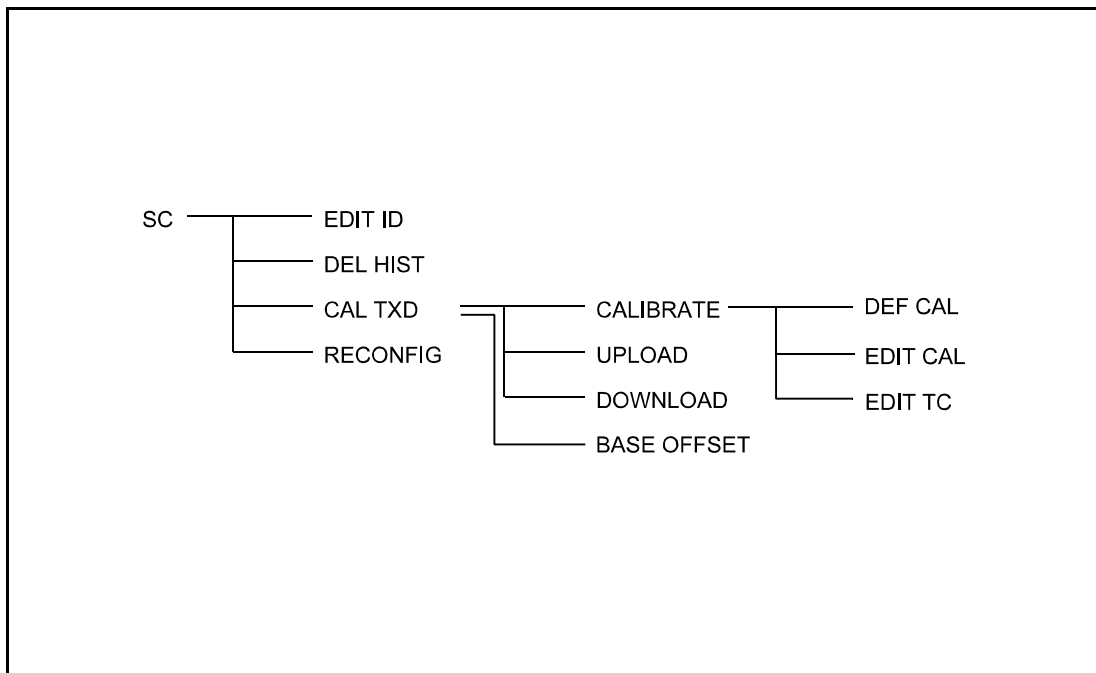 SC
EDIT ID
DEL HIST
CAL TXD
RECONFIG
CALIBRATE
UPLOAD
DOWNLOAD
BASE OFFSET
DEF CAL
EDIT CAL
EDIT TC